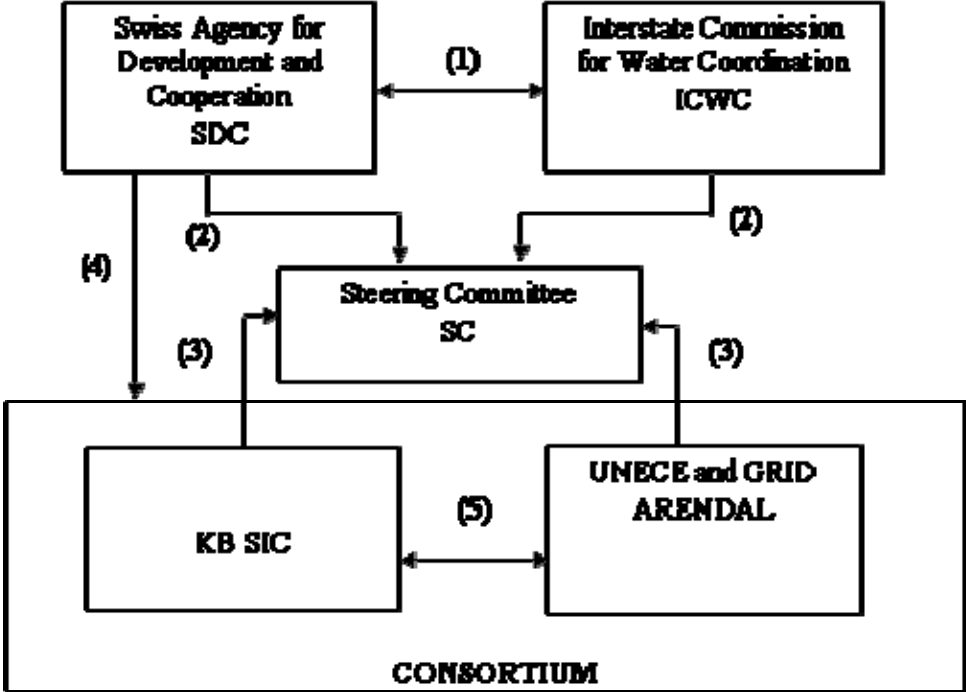 Swiss Agency for
Development and
Cooperation
SDC
(1)
Interstate Commission
for Water Coordination
ICWC
(2)
(2)
(4)
Steering Committee
SC
(3)
(3)
KB SIC
(5)
UNECE and GRID
ARENDAL
CONSORTIUM